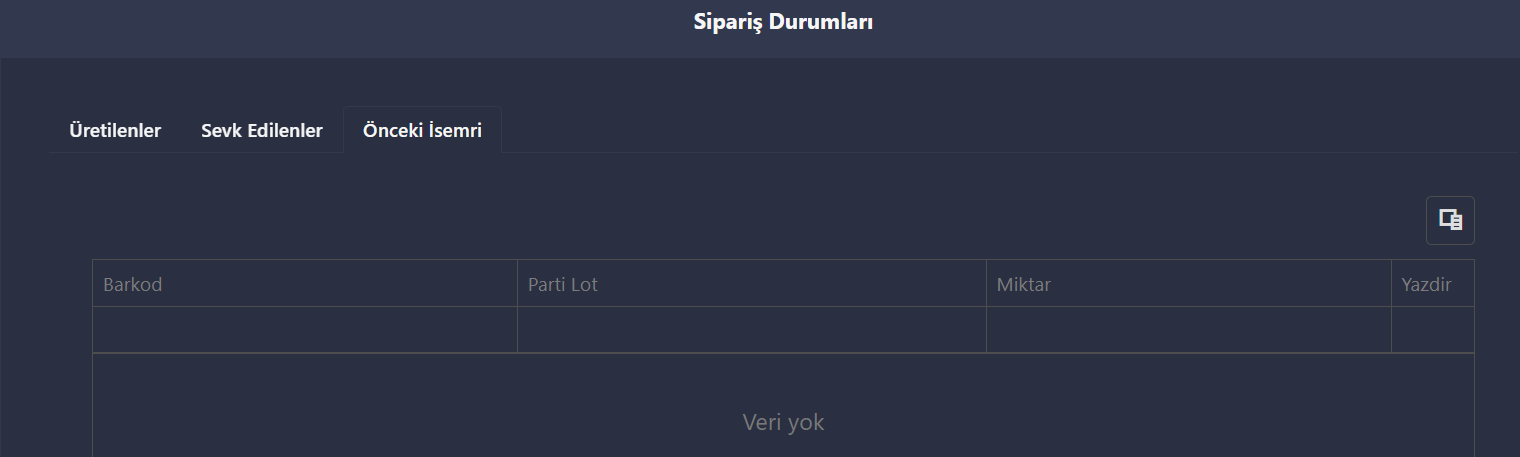 Sipariş Durumları
Üretilenler Sevk Edilenler Önceki İsemri
Barkod Parti Lot Miktar Yazdir
Veri yok